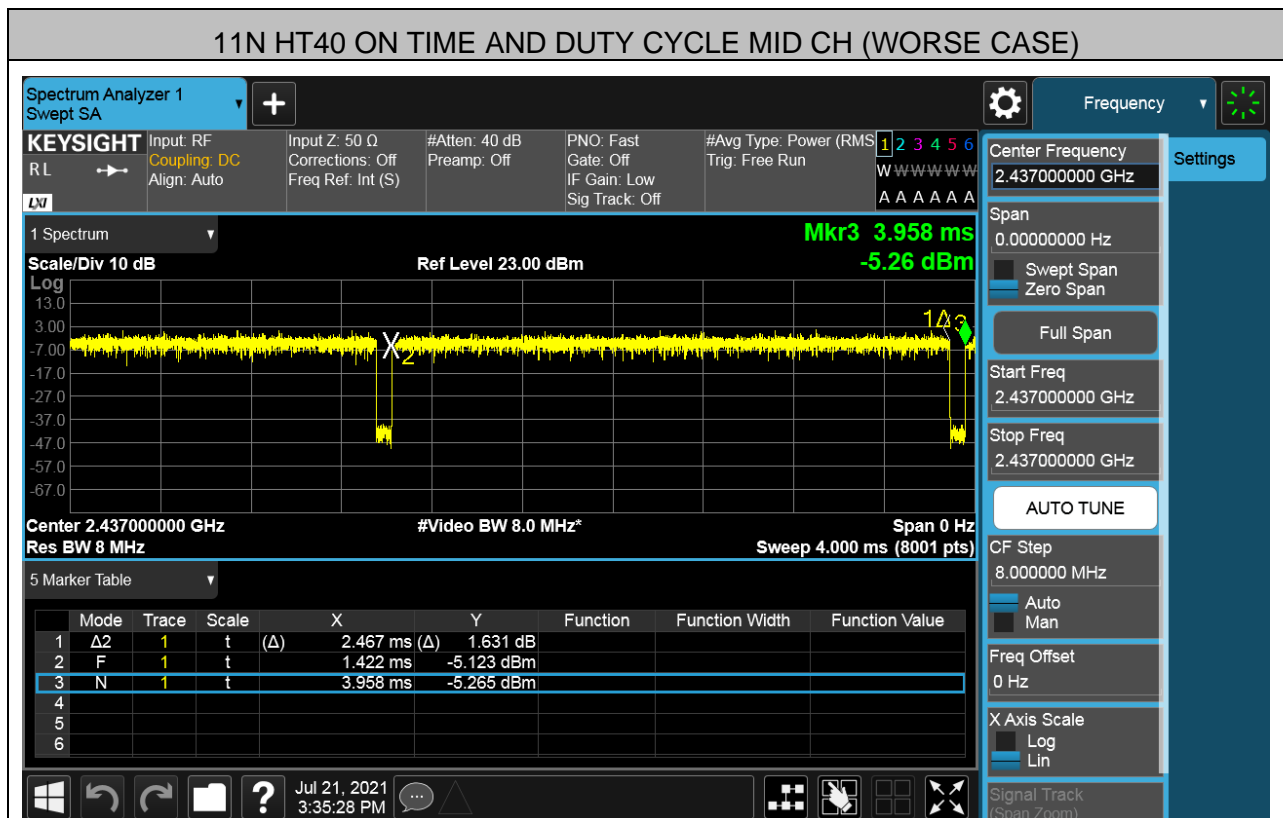 11N HT40 ON TIME AND DUTY CYCLE MID CH (WORSE CASE)
Spectrum Analyzer 1
Swept SA
Frequency
KEYSIGHT
RL
LXI
Input: RF
Coupling: DC
Align: Auto
Input Z: 50 Ω
Corrections: Off
Freq Ref: Int (S)
#Atten: 40 dB
Preamp: Off
PNO: Fast
Gate: Off
IF Gain: Low
Sig Track: Off
#Avg Type: Power (RMS
Trig: Free Run
1 2 3 4 5 6
W W W W W W
A A A A A A
1 Spectrum
Mkr3 3.958 ms
Scale/Div 10 dB
Ref Level 23.00 dBm
-5.26 dBm
Log
13.0
3.00
-7.00
-17.0
-27.0
-37.0
-47.0
-57.0
-67.0
1Δ
3
X2
Center 2.437000000 GHz
#Video BW 8.0 MHz*
Span 0 Hz
Res BW 8 MHz
Sweep 4.000 ms (8001 pts)
5 Marker Table
Mode Trace Scale X Y Function Function Width Function Value
1 Δ2 1 t (Δ) 2.467 ms (Δ) 1.631 dB
2 F 1 t 1.422 ms -5.123 dBm
3 N 1 t 3.958 ms -5.265 dBm
4
5
6
?
Jul 21, 2021
3:35:28 PM
Center Frequency
2.437000000 GHz
Settings
Span
0.00000000 Hz
Swept Span
Zero Span
Full Span
Start Freq
2.437000000 GHz
Stop Freq
2.437000000 GHz
AUTO TUNE
CF Step
8.000000 MHz
Auto
Man
Freq Offset
0 Hz
X Axis Scale
Log
Lin
Signal Track
(Span Zoom)